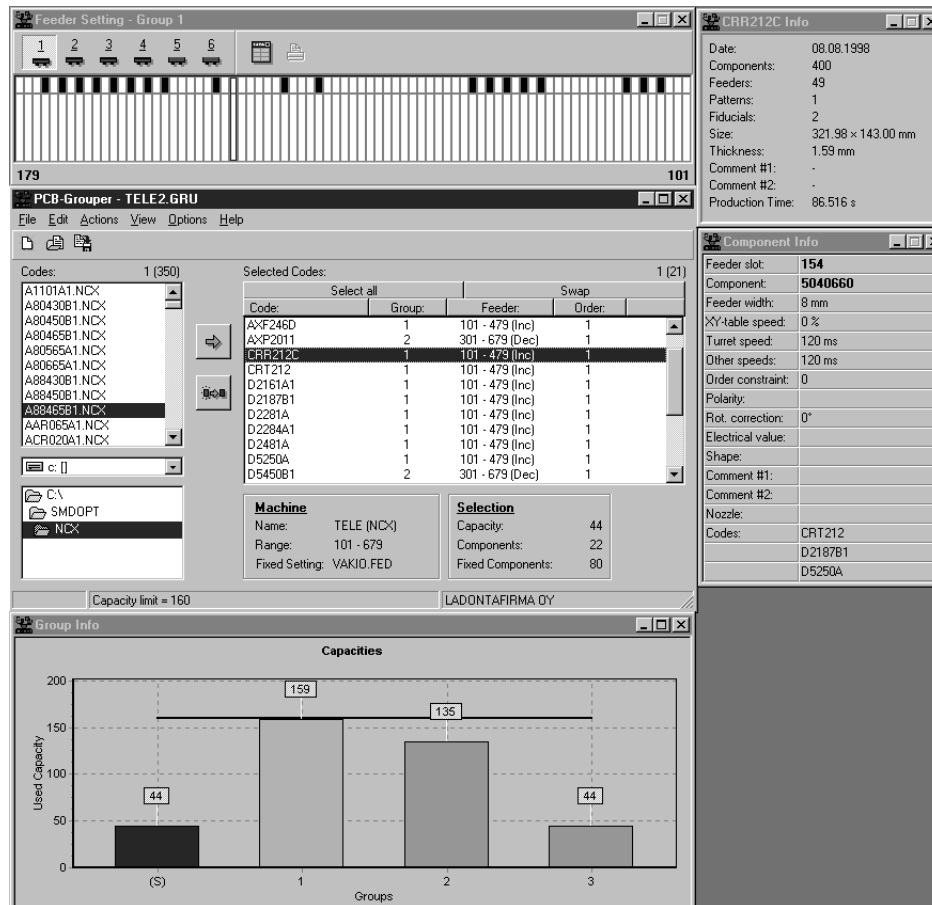 Feeder Setting - Group 1
1 2 3 4 5 6
179 101
PCB-Grouper - TELE2.GRU
File Edit Actions View Options Help
Codes: 1 (350)
A1101A1.NCX
A80430B1.NCX
A80450B1.NCX
A80465B1.NCX
A80565A1.NCX
A80665A1.NCX
A88430B1.NCX
A88450B1.NCX
A88465B1.NCX
AAR065A1.NCX
ACR020A1.NCX
c: []
C:\
SMDOPT
NCX
Selected Codes: 1 (21)
Select all Swap
Code: Group: Feeder: Order:
AXF246D 1 101 - 479 (Inc) 1
AXP2011 2 301 - 679 (Dec) 1
CRR212C 1 101 - 479 (Inc) 1
CRT212 1 101 - 479 (Inc) 1
D2161A1 1 101 - 479 (Inc) 1
D2187B1 1 101 - 479 (Inc) 1
D2281A 1 101 - 479 (Inc) 1
D2284A1 1 101 - 479 (Inc) 1
D2481A 1 101 - 479 (Inc) 1
D5250A 1 101 - 479 (Inc) 1
D5450B1 2 301 - 679 (Dec) 1
Machine
Name: TELE (NCX)
Range: 101 - 679
Fixed Setting: VAKIO.FED
Selection
Capacity: 44
Components: 22
Fixed Components: 80
Capacity limit = 160 LADONTAFIRMA OY
Group Info
Capacities
Used Capacity
200
150
100
50
0
44
159
135
44
(S) 1 2 3
Groups
CRR212C Info
Date: 08.08.1998
Components: 400
Feeders: 49
Patterns: 1
Fiducials: 2
Size: 321.98 × 143.00 mm
Thickness: 1.59 mm
Comment #1: -
Comment #2: -
Production Time: 86.516 s
Component Info
Feeder slot: 154
Component: 5040660
Feeder width: 8 mm
XY-table speed: 0 %
Turret speed: 120 ms
Other speeds: 120 ms
Order constraint: 0
Polarity:
Rot. correction: 0°
Electrical value:
Shape:
Comment #1:
Comment #2:
Nozzle:
Codes: CRT212
D2187B1
D5250A